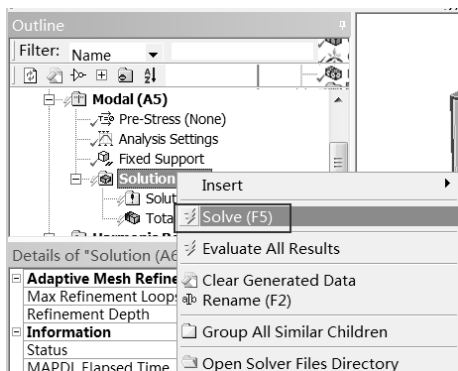 Outline
Filter: Name
Modal (A5)
Pre-Stress (None)
Analysis Settings
Fixed Support
Solution
Insert
Solut
Solve (F5)
Tota
Evaluate All Results
Details of "Solution (A6
Adaptive Mesh Refine
Clear Generated Data
Max Refinement Loops
Rename (F2)
Refinement Depth
Information
Group All Similar Children
Status
MAPDL Elapsed Time
Open Solver Files Directory